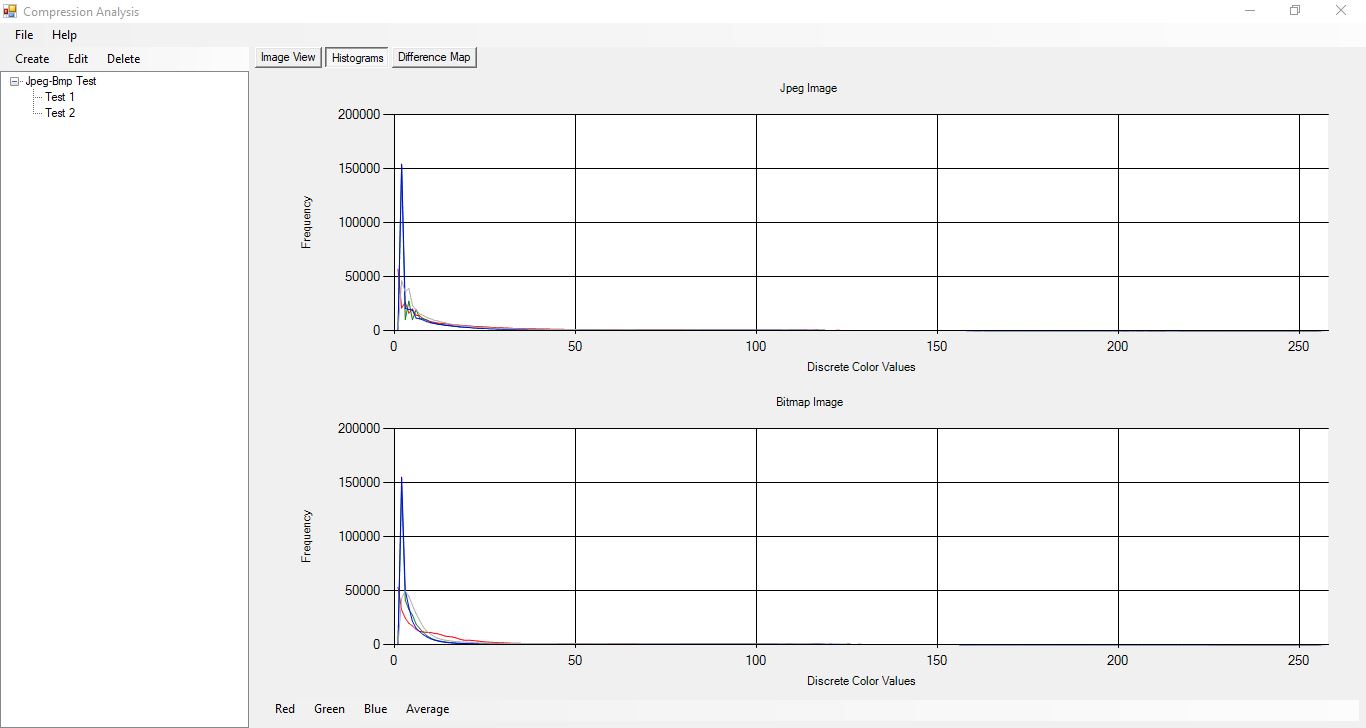 Compression Analysis
File Help
Create Edit Delete
Image View Histograms Difference Map
Jpeg-Bmp Test
Test 1
Test 2
Jpeg Image
200000
150000
100000
50000
0
Frequency
0 50 100 150 200 250
Discrete Color Values
Bitmap Image
200000
150000
100000
50000
0
Frequency
0 50 100 150 200 250
Discrete Color Values
Red Green Blue Average